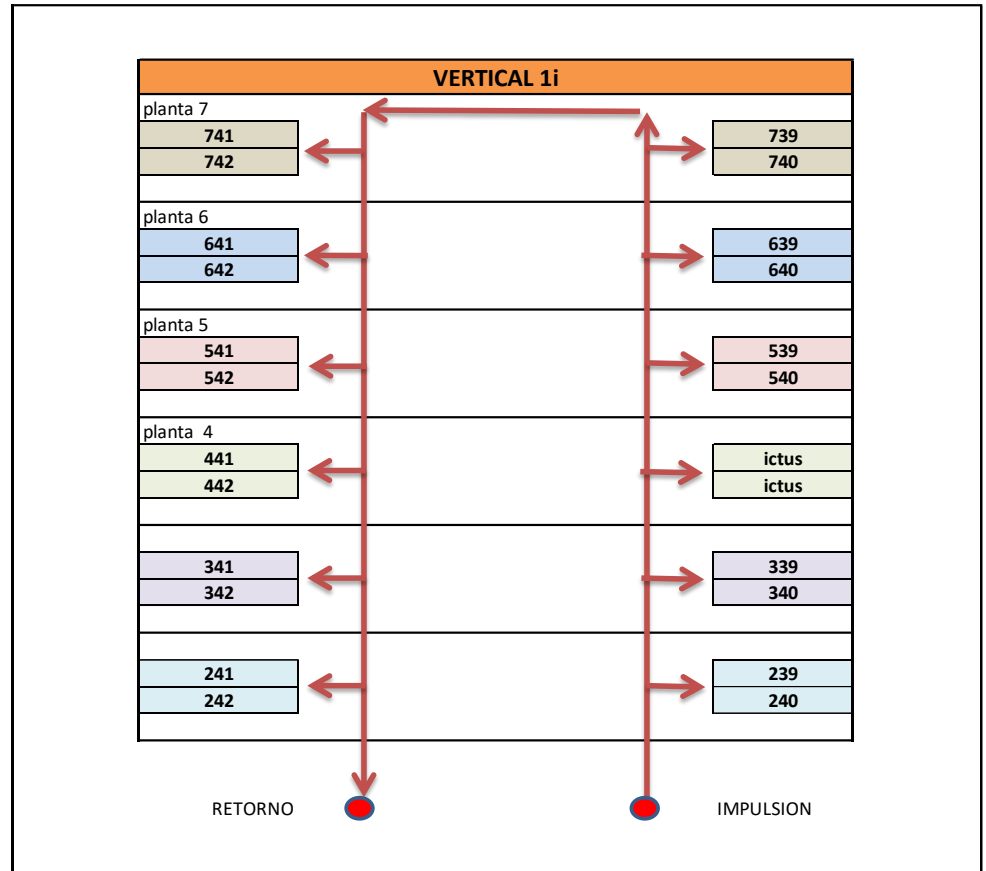 VERTICAL 1i
planta 7
741 739
742 740
planta 6
641 639
642 640
planta 5
541 539
542 540
planta 4
441 ictus
442 ictus
341 339
342 340
241 239
242 240
RETORNO IMPULSION